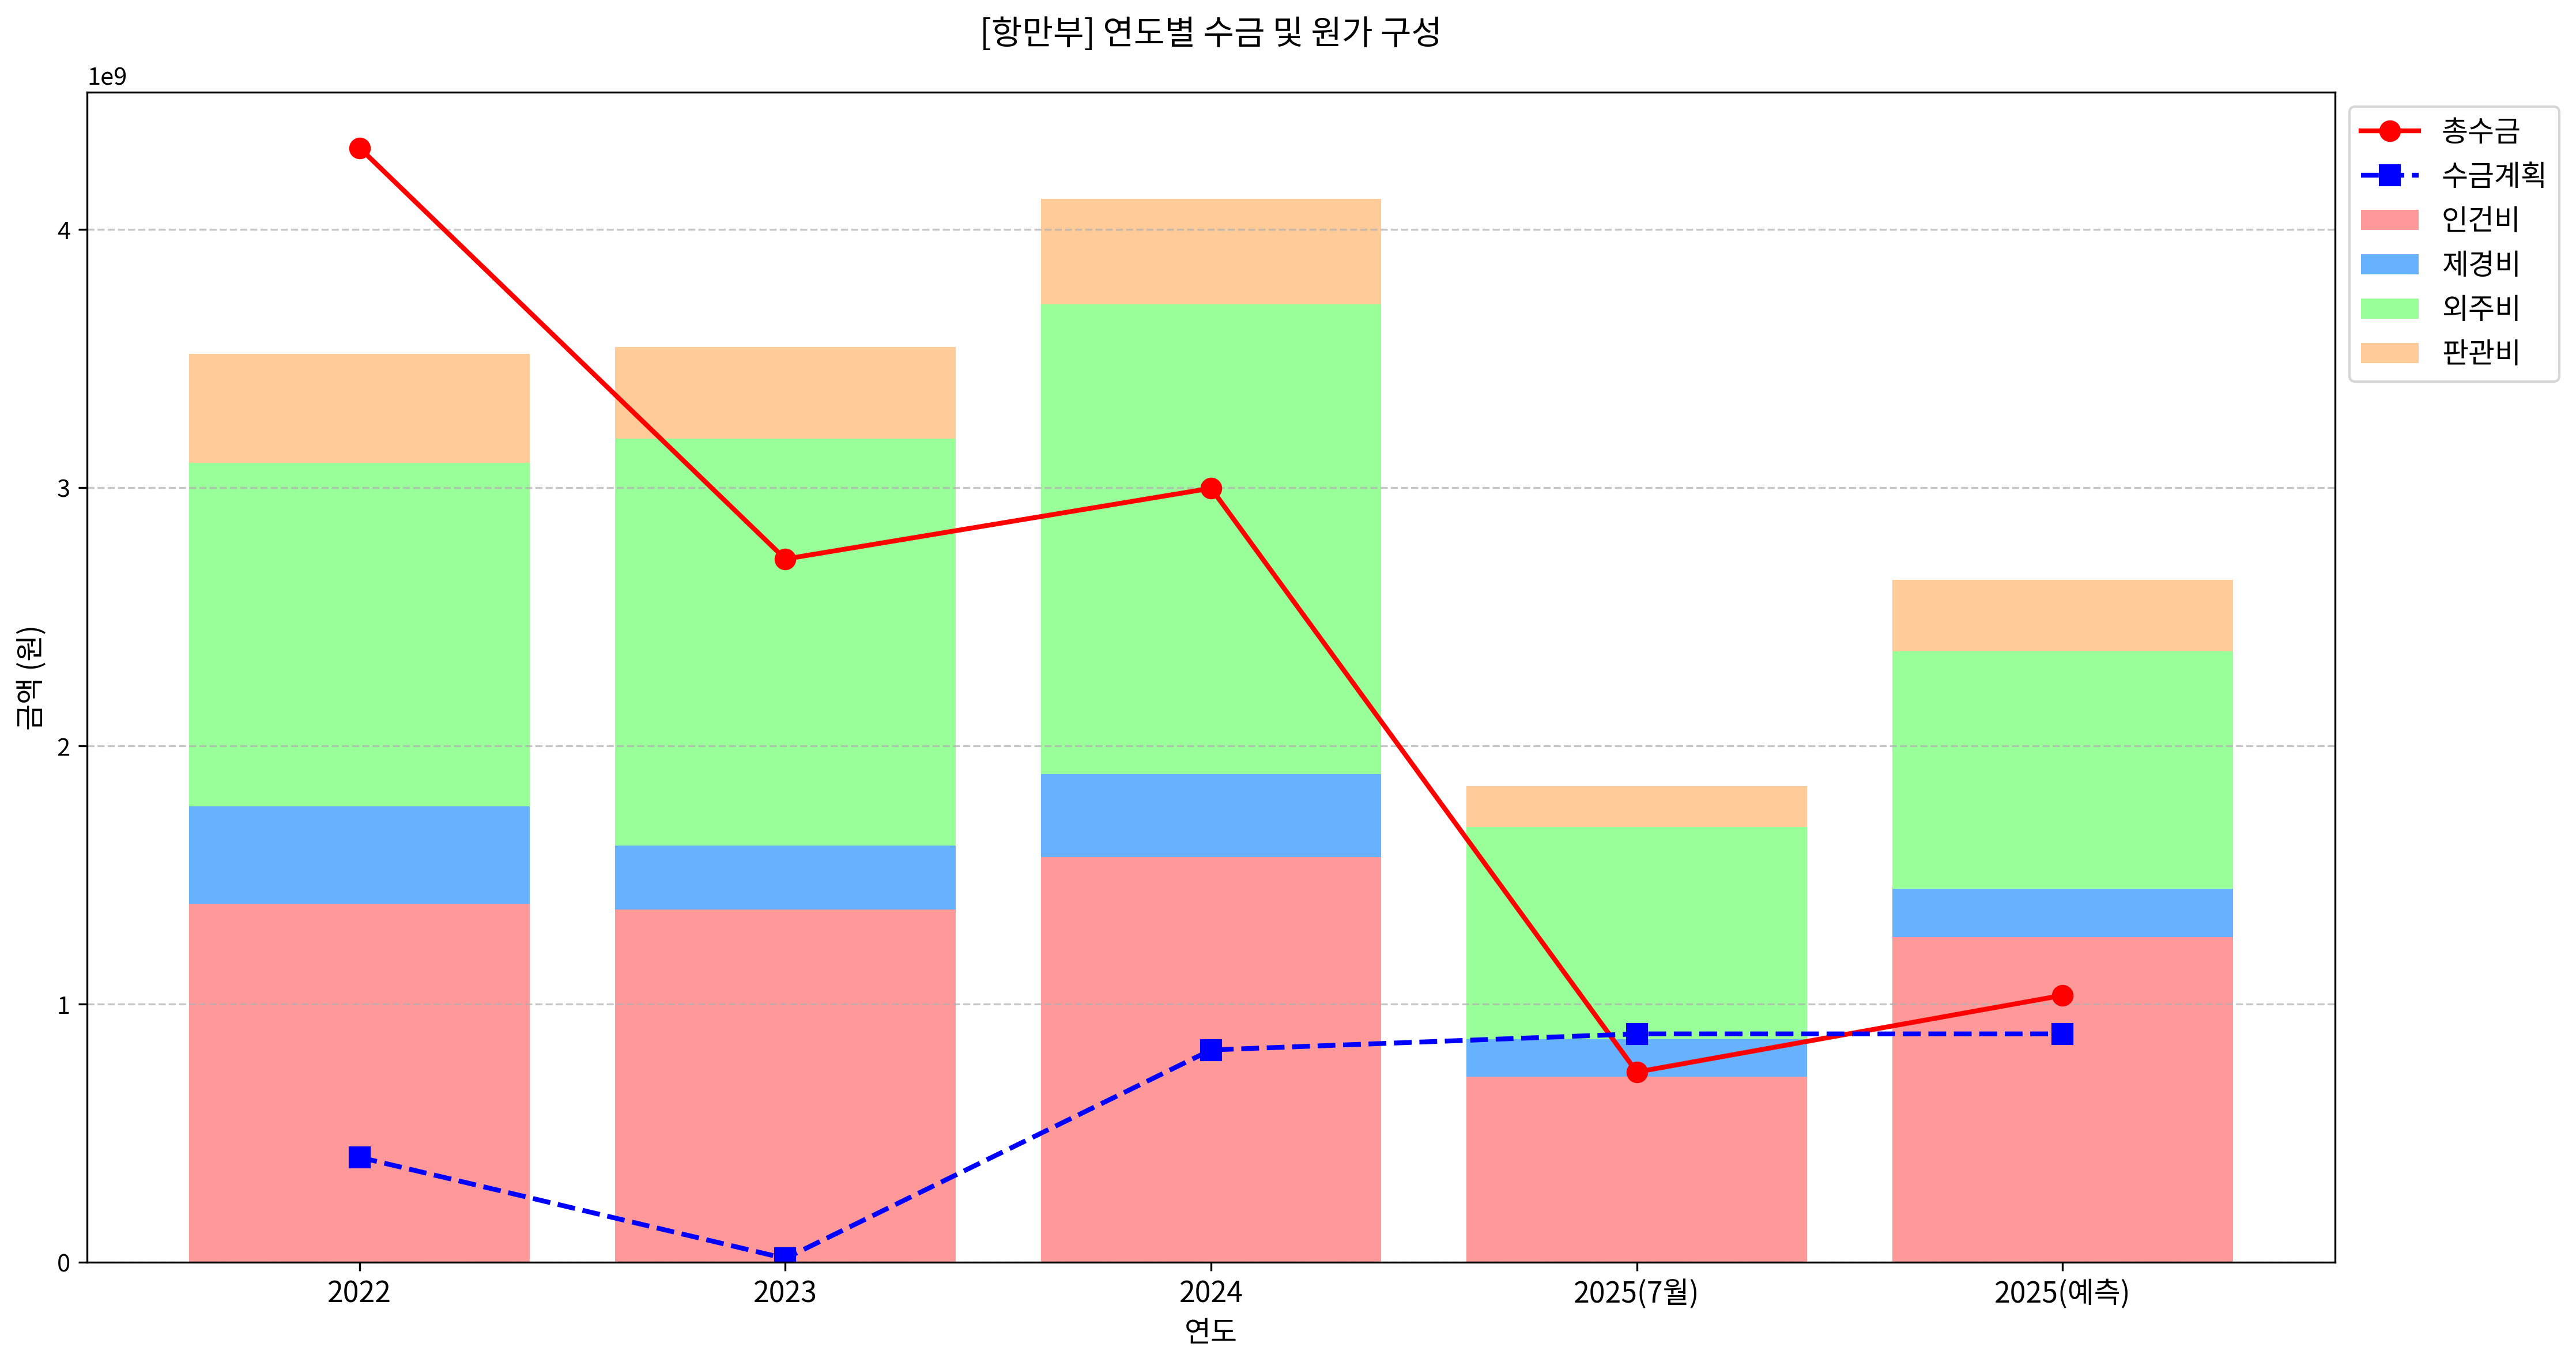 [항만부] 연도별 수금 및 원가 구성
1e9
총수금
수금계획
인건비
제경비
외주비
판관비
4
3
2
1
0
금액 (원)
2022
2023
2024
2025(7월)
2025(예측)
연도